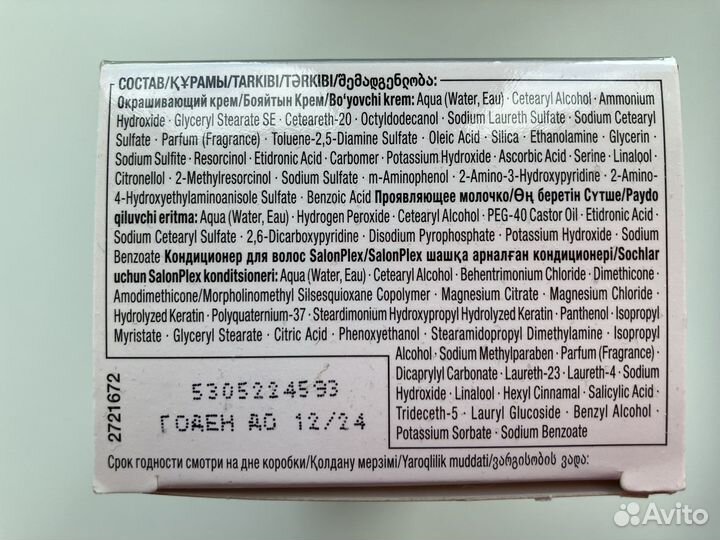 СОСТАВ/ҚҰРАМЫ/TARKIBI/TƏRKIBI/შემადგენლობა:
Окрашивающий крем/Бояйтын Крем/Bo'yovchi krem: Aqua (Water, Eau) · Cetearyl Alcohol · Ammonium
Hydroxide · Glyceryl Stearate SE · Ceteareth-20 · Octyldodecanol · Sodium Laureth Sulfate · Sodium Cetearyl
Sulfate · Parfum (Fragrance) · Toluene-2,5-Diamine Sulfate · Oleic Acid · Silica · Ethanolamine · Glycerin ·
Sodium Sulfite · Resorcinol · Etidronic Acid · Carbomer · Potassium Hydroxide · Ascorbic Acid · Serine · Linalool ·
Citronellol · 2-Methylresorcinol · Sodium Sulfate · m-Aminophenol · 2-Amino-3-Hydroxypyridine · 2-Amino-
4-Hydroxyethylaminoanisole Sulfate · Benzoic Acid Проявляющее молочко/Өң беретін Сүтше/Paydo
qiluvchi eritma: Aqua (Water, Eau) · Hydrogen Peroxide · Cetearyl Alcohol · PEG-40 Castor Oil · Etidronic Acid ·
Sodium Cetearyl Sulfate · 2,6-Dicarboxypyridine · Disodium Pyrophosphate · Potassium Hydroxide · Sodium
Benzoate Кондиционер для волос SalonPlex/SalonPlex шашқа арналған кондиционері/Sochlar
uchun SalonPlex konditsioneri: Aqua (Water, Eau) · Cetearyl Alcohol · Behentrimonium Chloride · Dimethicone ·
Amodimethicone/Morpholinomethyl Silsesquioxane Copolymer · Magnesium Citrate · Magnesium Chloride ·
Hydrolyzed Keratin · Polyquaternium-37 · Steardimonium Hydroxypropyl Hydrolyzed Keratin · Panthenol · Isopropyl
Myristate · Glyceryl Stearate · Citric Acid · Phenoxyethanol · Stearamidopropyl Dimethylamine · Isopropyl
Alcohol · Sodium Methylparaben · Parfum (Fragrance) ·
Dicaprylyl Carbonate · Laureth-23 · Laureth-4 · Sodium
Hydroxide · Linalool · Hexyl Cinnamal · Salicylic Acid ·
Trideceth-5 · Lauryl Glucoside · Benzyl Alcohol ·
Potassium Sorbate · Sodium Benzoate
2721672
5305224593
ГОДЕН ДО 12/24
Срок годности смотри на дне коробки/Қолдану мерзімі/Yaroqlilik muddati/ვარგისობის ვადა:
Avito